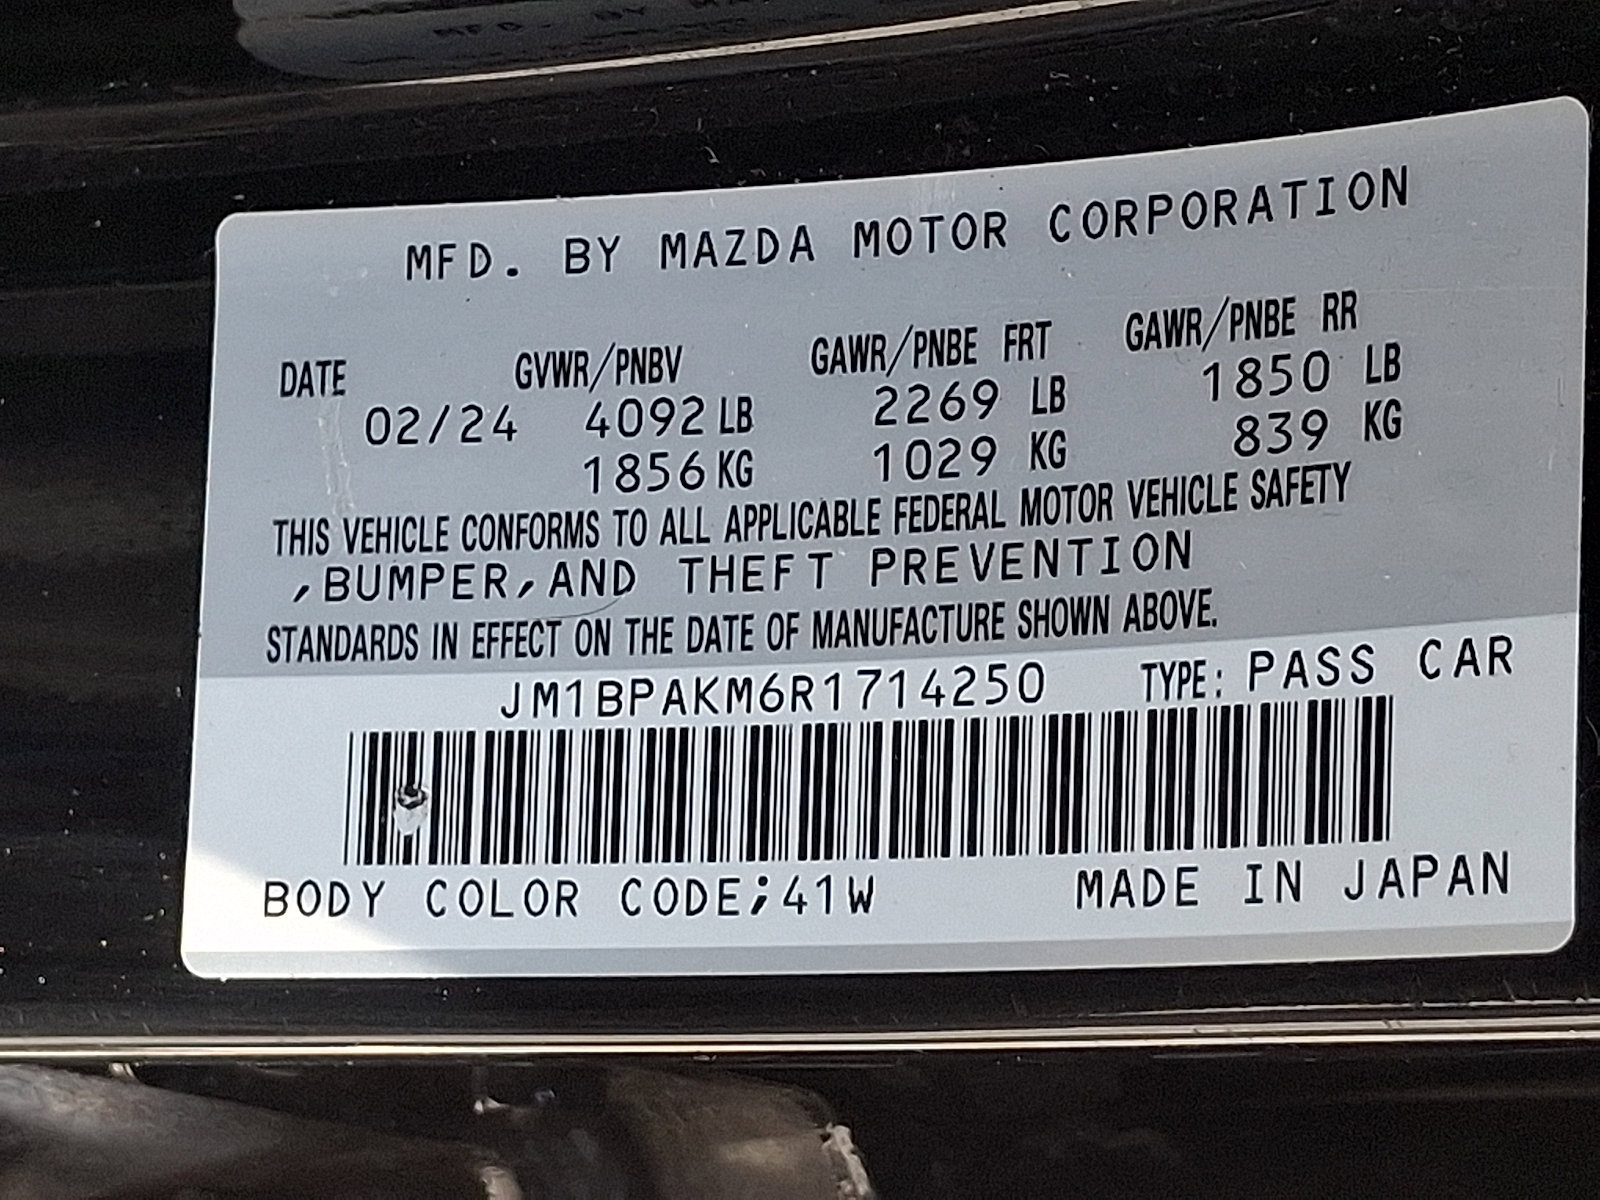 MFD. BY MAZDA MOTOR CORPORATION
DATE GVWR/PNBV GAWR/PNBE FRT GAWR/PNBE RR
02/24 4092 LB 2269 LB 1850 LB
1856 KG 1029 KG 839 KG
THIS VEHICLE CONFORMS TO ALL APPLICABLE FEDERAL MOTOR VEHICLE SAFETY
,BUMPER,AND THEFT PREVENTION
STANDARDS IN EFFECT ON THE DATE OF MANUFACTURE SHOWN ABOVE.
JM1BPAKM6R1714250 TYPE: PASS CAR
BODY COLOR CODE;41W MADE IN JAPAN